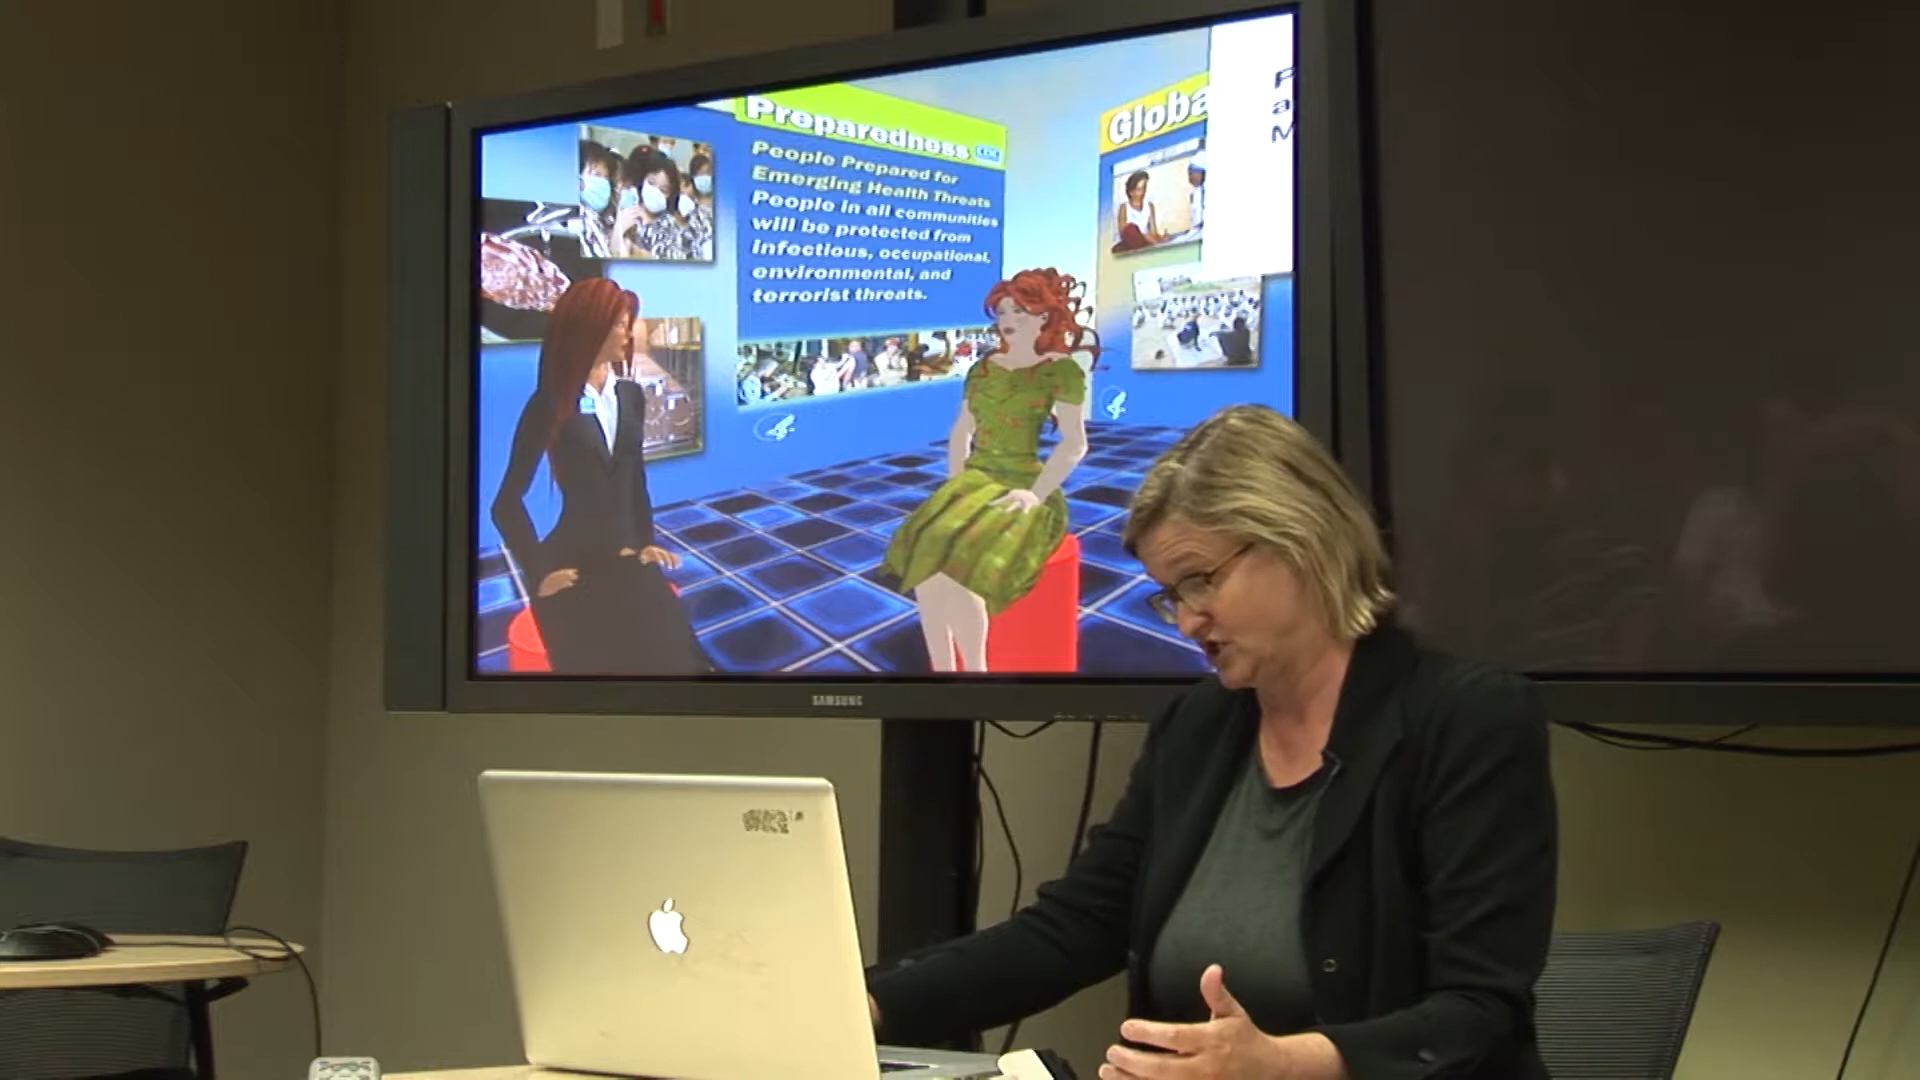 Preparedness CDC
People Prepared for
Emerging Health Threats
People in all communities
will be protected from
infectious, occupational,
environmental, and
terrorist threats.
Globa
P
a
M
SAMSUNG